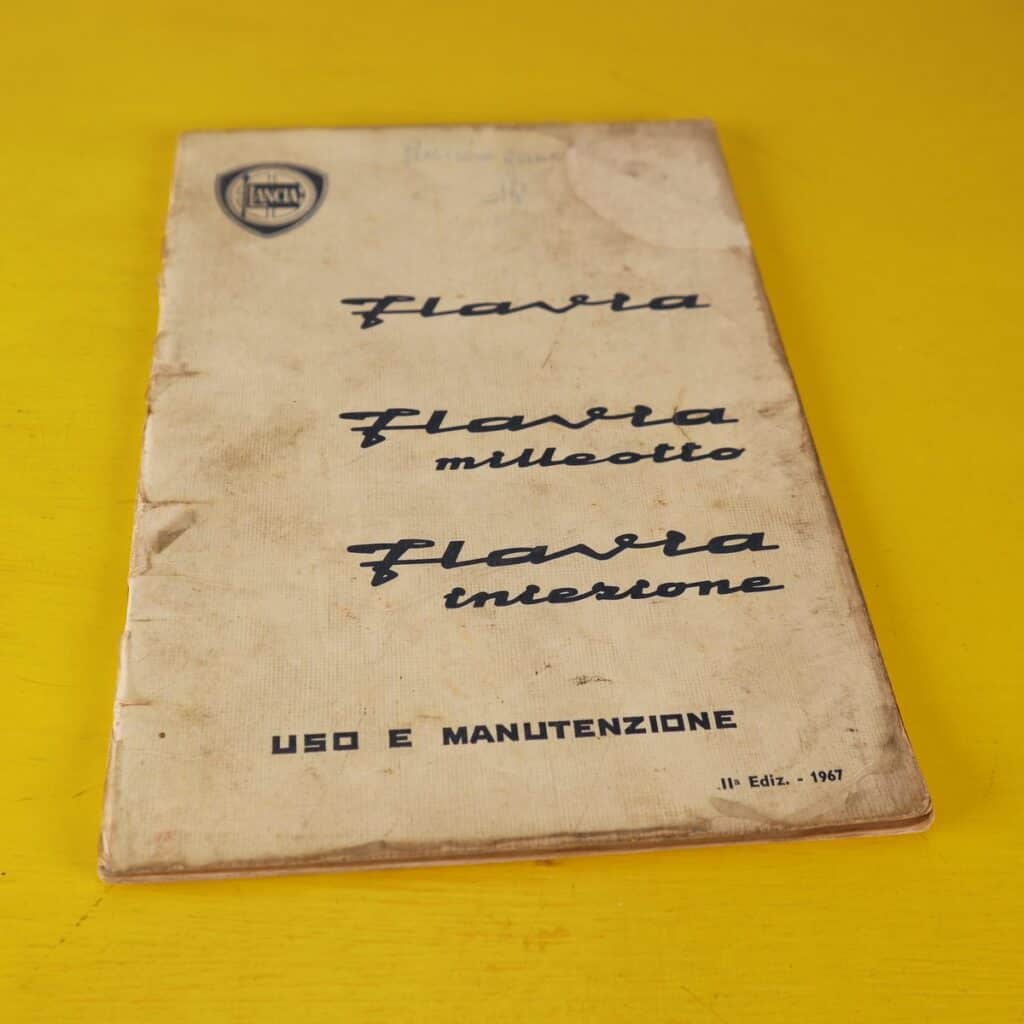 LANCIA
Flavia
Flavia
milleotto
Flavia
iniezione
USO E MANUTENZIONE
IIª Ediz. - 1967